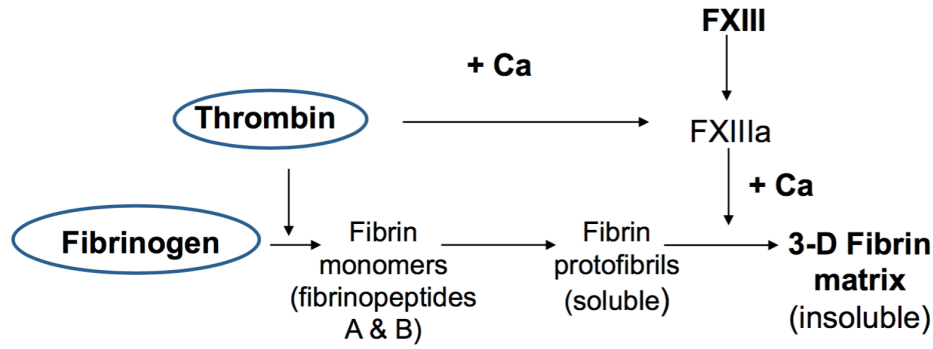 FXIII
+ Ca
Thrombin
FXIIIa
+ Ca
Fibrinogen
Fibrin
monomers
(fibrinopeptides
A & B)
Fibrin
protofibrils
(soluble)
3-D Fibrin
matrix
(insoluble)